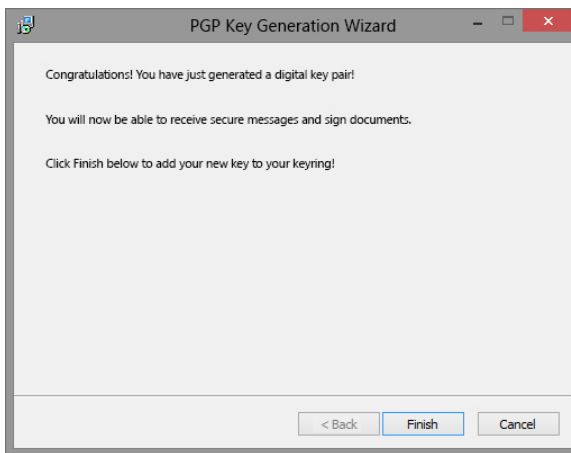 PGP Key Generation Wizard
Congratulations! You have just generated a digital key pair!
You will now be able to receive secure messages and sign documents.
Click Finish below to add your new key to your keyring!
< Back Finish Cancel